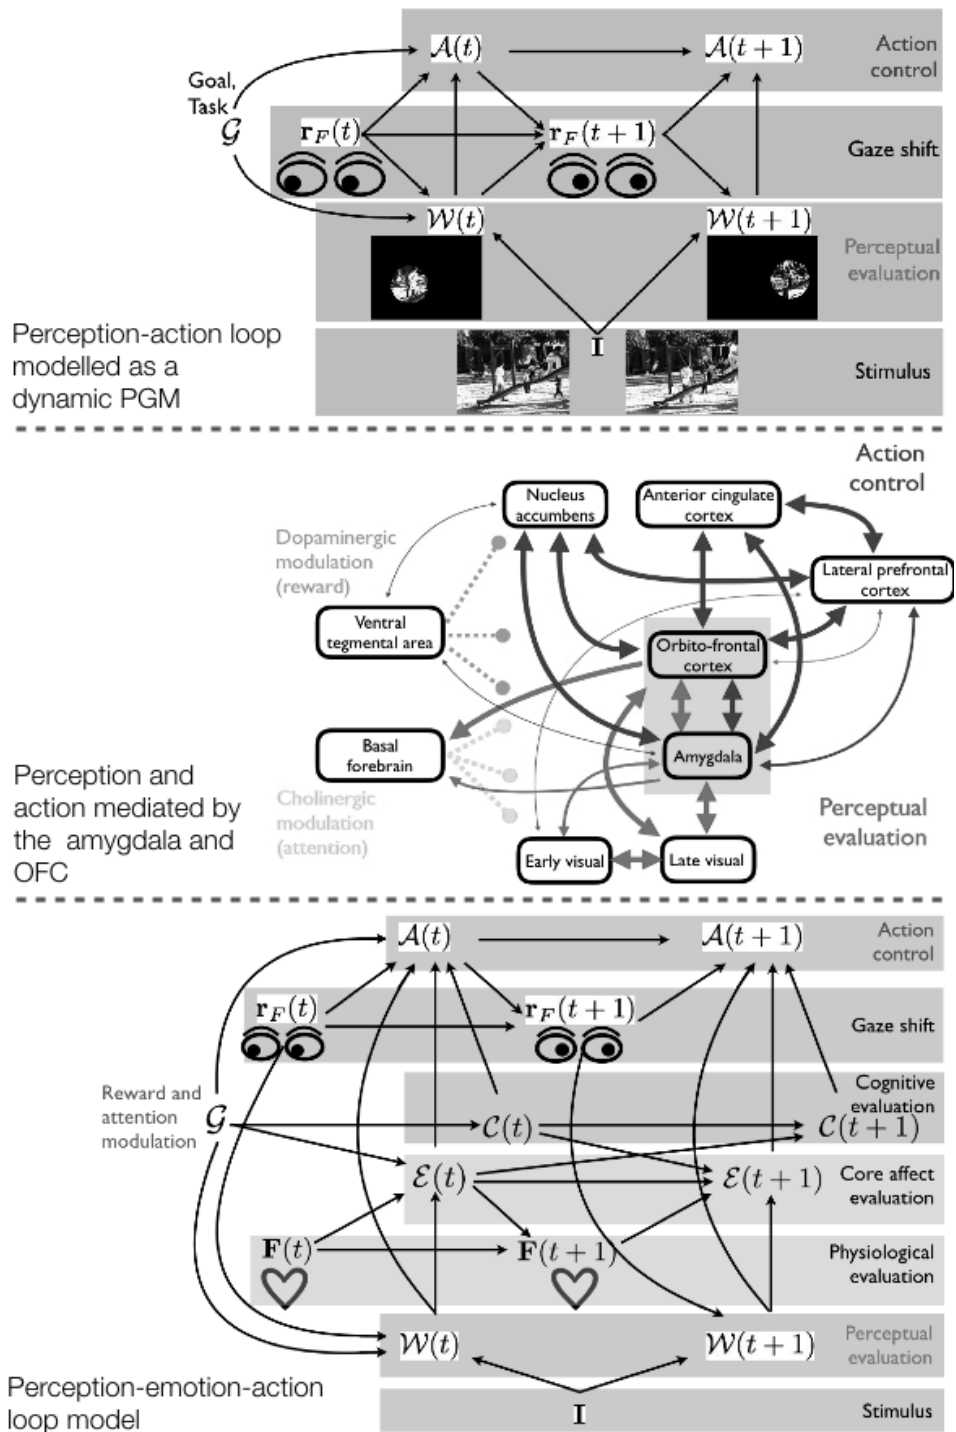 𝒜(t)
𝒜(t + 1)
Action
control
Goal,
Task
𝒢
r_F(t)
r_F(t + 1)
Gaze shift
𝒲(t)
𝒲(t + 1)
Perceptual
evaluation
Perception-action loop
modelled as a
dynamic PGM
I
Stimulus
Action
control
Nucleus
accumbens
Anterior cingulate
cortex
Dopaminergic
modulation
(reward)
Lateral prefrontal
cortex
Ventral
tegmental area
Orbito-frontal
cortex
Basal
forebrain
Amygdala
Perception and
action mediated by
the amygdala and
OFC
Cholinergic
modulation
(attention)
Perceptual
evaluation
Early visual
Late visual
𝒜(t)
𝒜(t + 1)
Action
control
r_F(t)
r_F(t + 1)
Gaze shift
Reward and
attention
modulation
𝒢
Cognitive
evaluation
𝒞(t)
𝒞(t + 1)
ℰ(t)
ℰ(t + 1)
Core affect
evaluation
F(t)
F(t + 1)
Physiological
evaluation
𝒲(t)
𝒲(t + 1)
Perceptual
evaluation
Perception-emotion-action
loop model
I
Stimulus